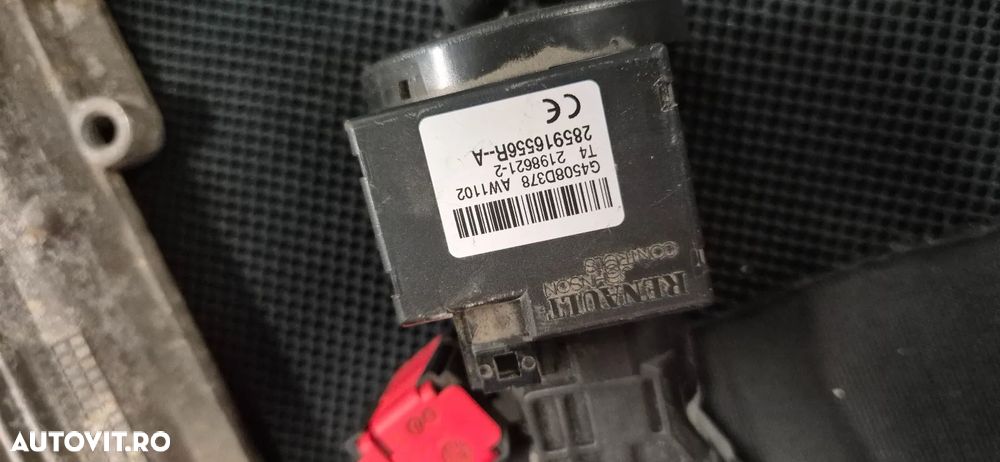 G4508D378 AW1102
T4 2198621-2
285916556R--A
CE
RENAULT
JOHNSON
CONTROLS
AUTOVIT.RO